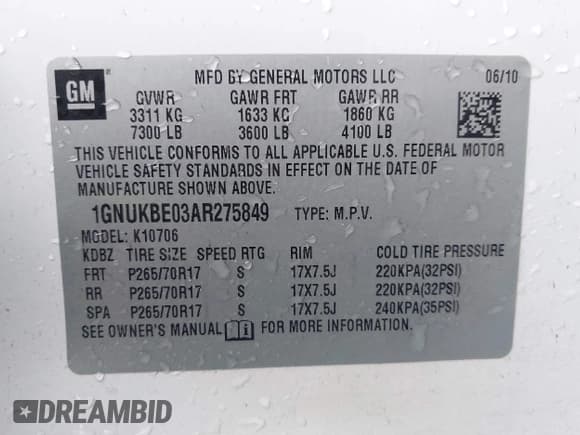 GM ®
MFD BY GENERAL MOTORS LLC 06/10
GVWR GAWR FRT GAWR RR
3311 KG 1633 KG 1860 KG
7300 LB 3600 LB 4100 LB
THIS VEHICLE CONFORMS TO ALL APPLICABLE U.S. FEDERAL MOTOR
VEHICLE SAFETY STANDARDS IN EFFECT ON THE DATE OF
MANUFACTURE SHOWN ABOVE.
1GNUKBE03AR275849 TYPE: M.P.V.
MODEL: K10706
KDBZ TIRE SIZE SPEED RTG RIM COLD TIRE PRESSURE
FRT P265/70R17 S 17X7.5J 220KPA(32PSI)
RR P265/70R17 S 17X7.5J 220KPA(32PSI)
SPA P265/70R17 S 17X7.5J 240KPA(35PSI)
SEE OWNER'S MANUAL FOR MORE INFORMATION.
DREAMBID